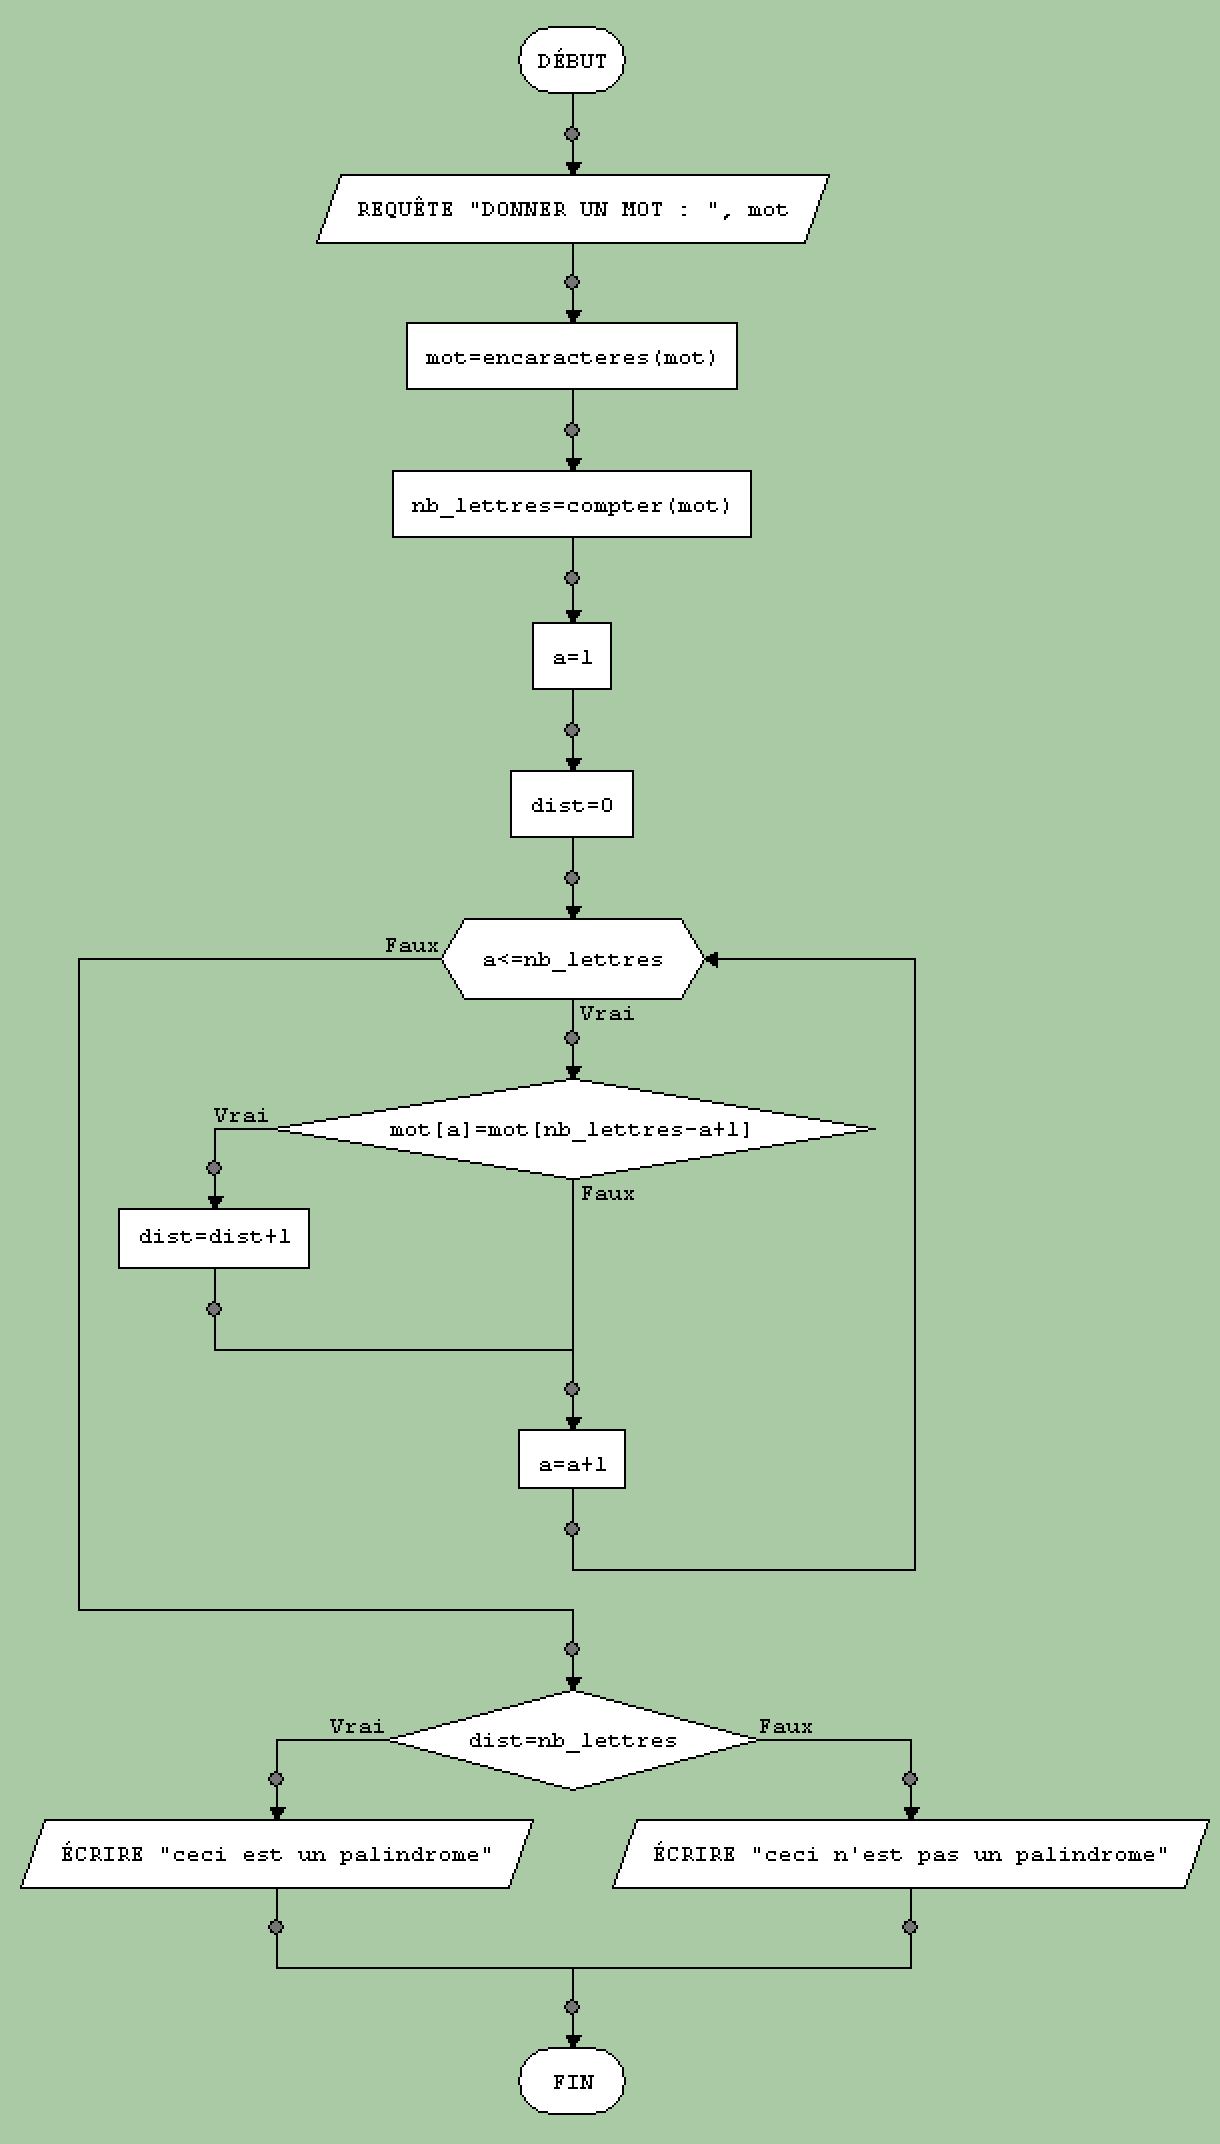 DÉBUT
REQUÊTE "DONNER UN MOT : ", mot
mot=encaracteres(mot)
nb_lettres=compter(mot)
a=1
dist=0
Faux
a<=nb_lettres
Vrai
Vrai
mot[a]=mot[nb_lettres-a+1]
Faux
dist=dist+1
a=a+1
Vrai
dist=nb_lettres
Faux
ÉCRIRE "ceci est un palindrome"
ÉCRIRE "ceci n'est pas un palindrome"
FIN